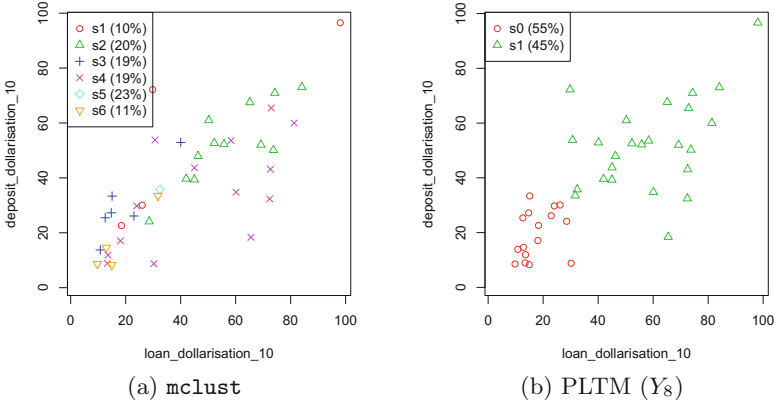 s1 (10%)
s2 (20%)
s3 (19%)
s4 (19%)
s5 (23%)
s6 (11%)
deposit_dollarisation_10
0
20
40
60
80
100
0
20
40
60
80
100
loan_dollarisation_10
(a) mclust
s0 (55%)
s1 (45%)
deposit_dollarisation_10
0
20
40
60
80
100
0
20
40
60
80
100
loan_dollarisation_10
(b) PLTM (Y₈)